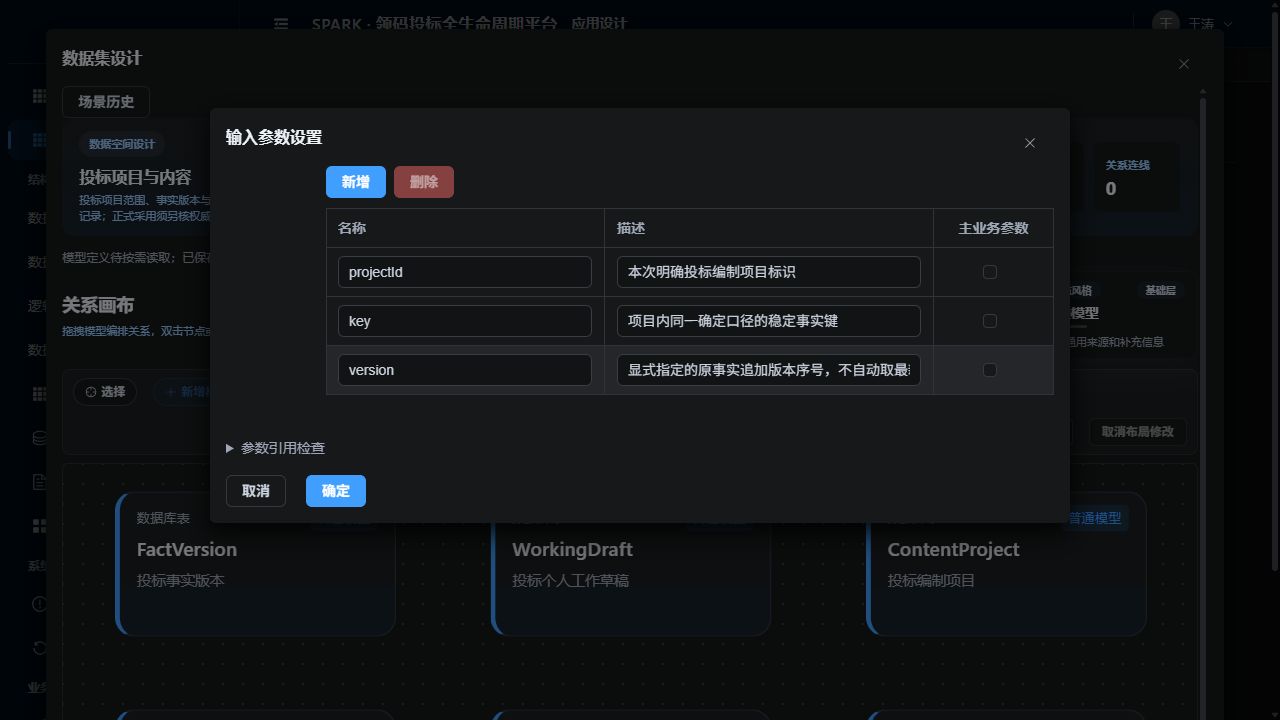 SPARK · 领码投标全生命周期平台 应用设计
王 王涛
数据集设计
场景历史
数据空间设计
投标项目与内容
投标项目范围、事实版本与
记录；正式采用须另核权威
关系连线
0
模型定义待按需读取；已保存
关系画布
拖拽模型编排关系，双击节点或
风格
基础层
模型
通用来源和补充信息
选择
新增
取消布局修改
输入参数设置
新增
删除
名称
描述
主业务参数
projectId
本次明确投标编制项目标识
key
项目内同一确定口径的稳定事实键
version
显式指定的原事实追加版本序号，不自动取最
参数引用检查
取消
确定
数据库表
FactVersion
投标事实版本
WorkingDraft
投标个人工作草稿
普通模型
ContentProject
投标编制项目